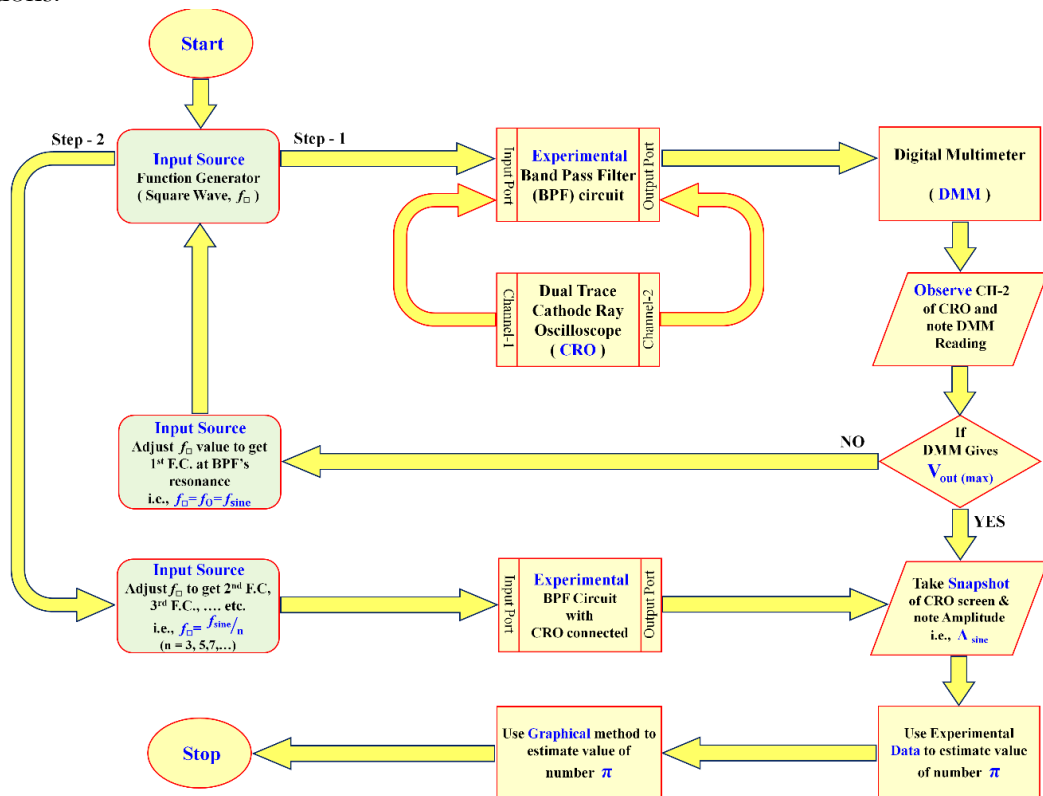 Start
Step - 2
Step - 1
Input Source
Function Generator
( Square Wave, f□ )
Input Port
Experimental
Band Pass Filter
(BPF) circuit
Output Port
Digital Multimeter
( DMM )
Channel-1
Dual Trace
Cathode Ray
Oscilloscope
( CRO )
Channel-2
Observe CH-2
of CRO and
note DMM
Reading
If
DMM Gives
Vout (max)
NO
YES
Input Source
Adjust f□ value to get
1st F.C. at BPF's
resonance
i.e., f□=fO=fsine
Input Source
Adjust f□ to get 2nd F.C,
3rd F.C., .... etc.
i.e., f□= fsine/n
(n = 3, 5,7,…)
Input Port
Experimental
BPF Circuit
with
CRO connected
Output Port
Take Snapshot
of CRO screen &
note Amplitude
i.e., Asine
Use Experimental
Data to estimate value
of number π
Use Graphical method to
estimate value of
number π
Stop